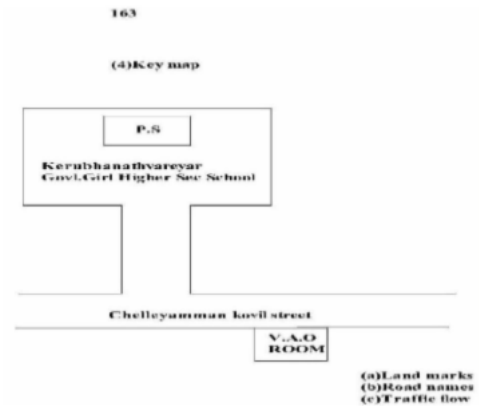 163
(4)Key map
P.S
Kerubhanathvareyar
Govl.Girl Higher Sec School
Chelleyamman kovil street
V.A.O
ROOM
(a)Land marks
(b)Road names
(c)Traffic flow